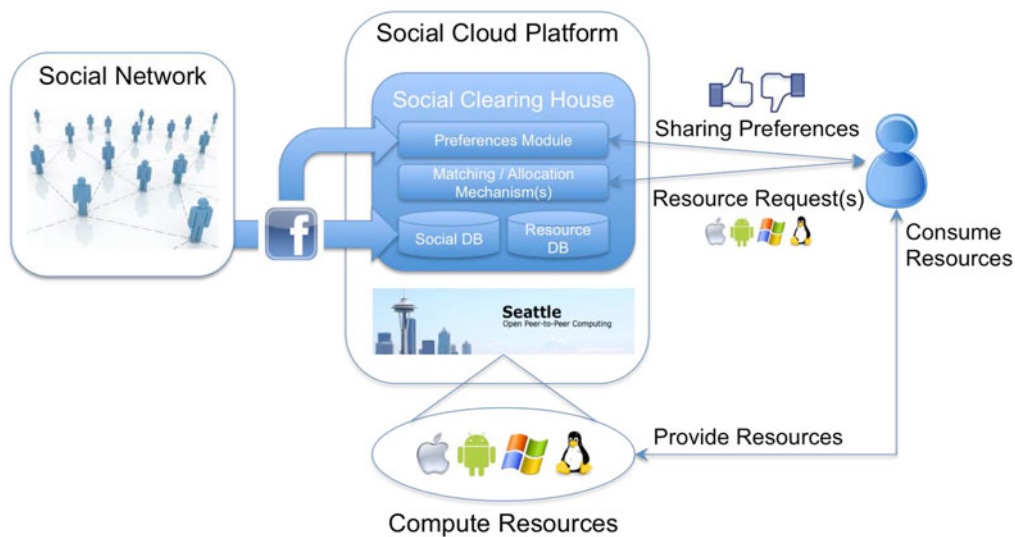 Social Cloud Platform
Social Network
Social Clearing House
Preferences Module
Matching / Allocation
Mechanism(s)
Social DB
Resource
DB
f
Sharing Preferences
Resource Request(s)
Consume
Resources
Seattle
Open Peer-to-Peer Computing
Provide Resources
Compute Resources